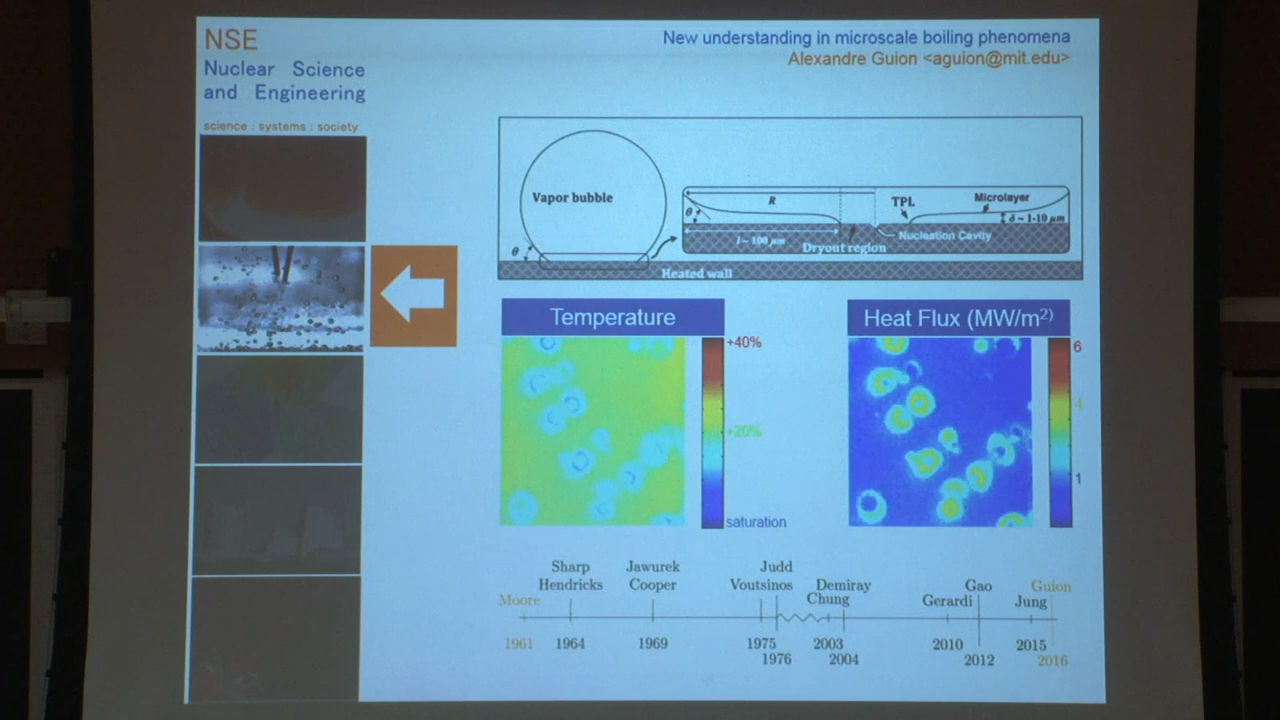 NSE
Nuclear Science
and Engineering
science : systems : society
New understanding in microscale boiling phenomena
Alexandre Guion <aguion@mit.edu>
Vapor bubble
θ
Heated wall
R
θ
TPL
Microlayer
δ ~ 1-10 μm
l ~ 100 μm
Dryout region
Nucleation Cavity
Temperature
+40%
+20%
saturation
Heat Flux (MW/m²)
6
4
1
Sharp
Hendricks
Jawurek
Cooper
Judd
Voutsinos
Demiray
Chung
Gao
Gerardi
Guion
Jung
Moore
1961
1964
1969
1975
1976
2003
2004
2010
2012
2015
2016